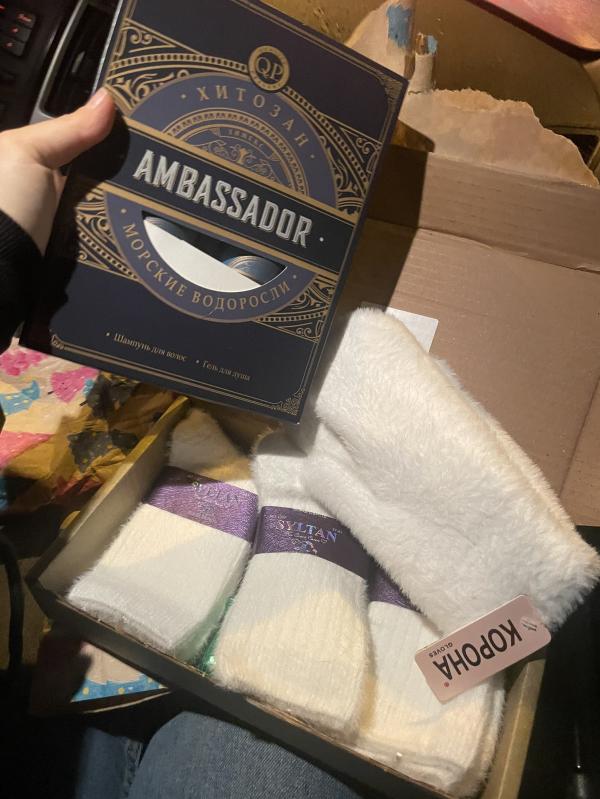 QP
ХИТОЗАН
AMBASSADOR
МОРСКИЕ ВОДОРОСЛИ
• Шампунь для волос • Гель для душа
SYLTAN
SYLTAN
КОРОНА
GLOVES